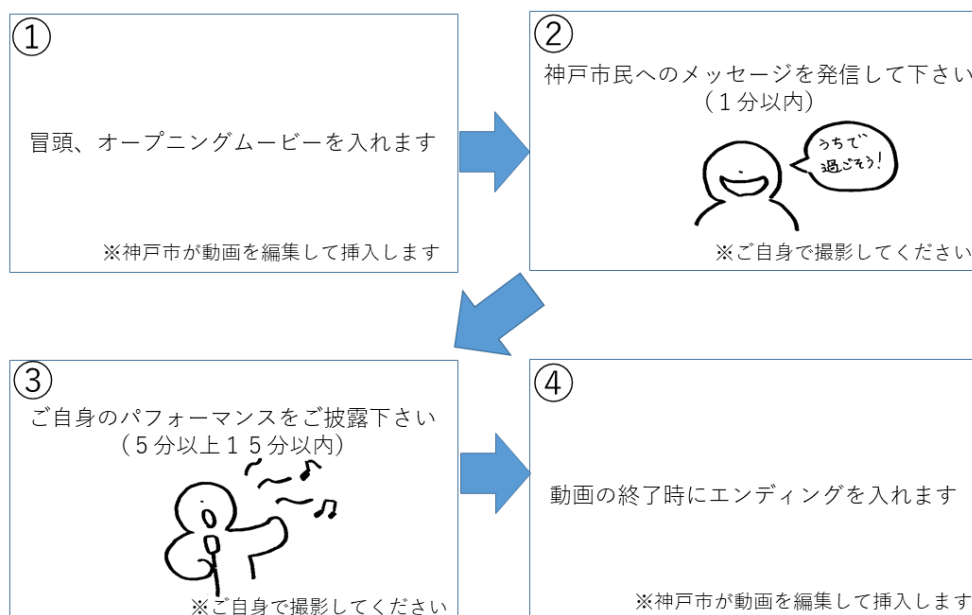 ①
冒頭、オープニングムービーを入れます
※神戸市が動画を編集して挿入します
②
神戸市民へのメッセージを発信して下さい
（１分以内）
うちで
過ごそう！
※ご自身で撮影してください
③
ご自身のパフォーマンスをご披露下さい
（５分以上１５分以内）
※ご自身で撮影してください
④
動画の終了時にエンディングを入れます
※神戸市が動画を編集して挿入します